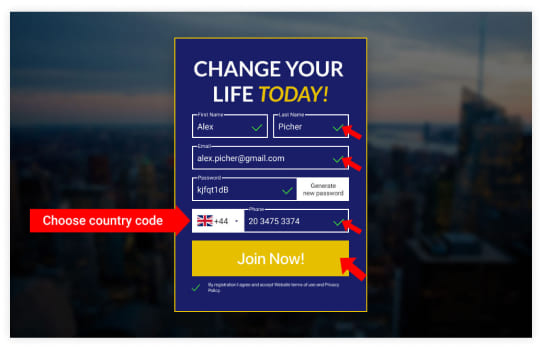 CHANGE YOUR
LIFE TODAY!
First Name
Last Name
Alex
Picher
Email
alex.picher@gmail.com
Password
kjfqt1dB
Generate
new password
Choose country code
Phone
+44
20 3475 3374
Join Now!
By registration I agree and accept Website terms of use and Privacy
Policy.